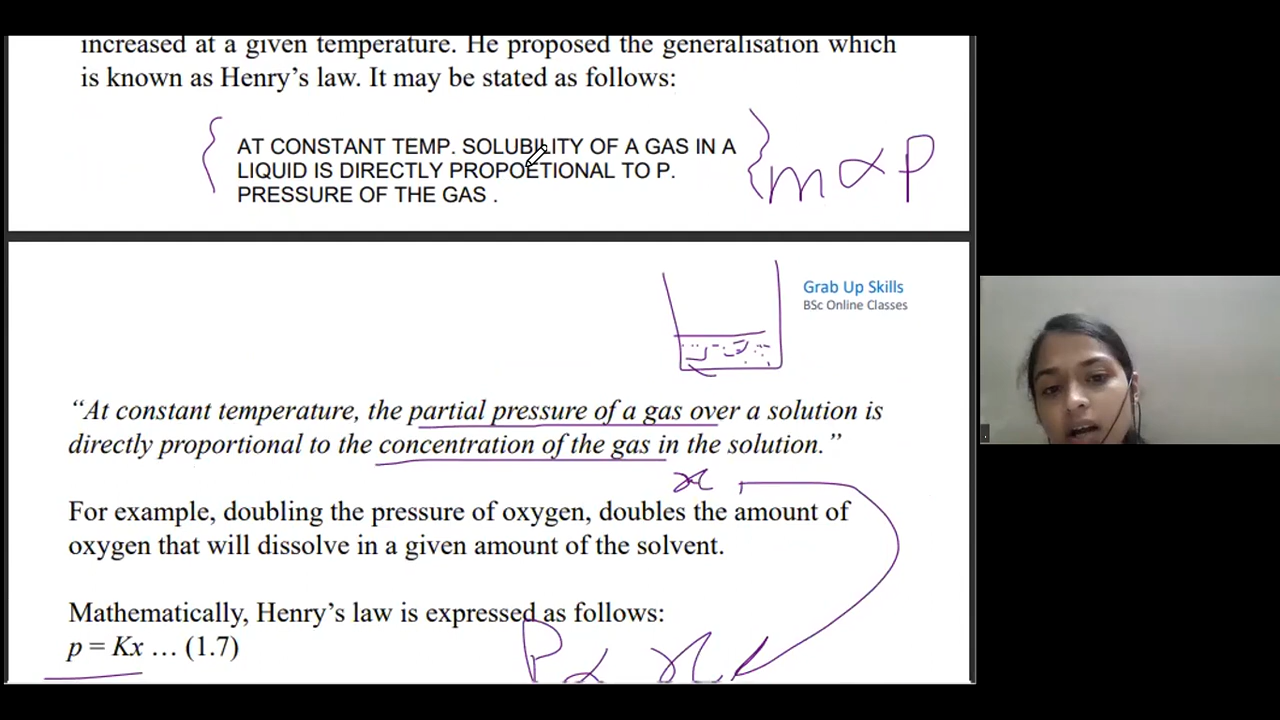 increased at a given temperature. He proposed the generalisation which
is known as Henry’s law. It may be stated as follows:
AT CONSTANT TEMP. SOLUBILITY OF A GAS IN A
LIQUID IS DIRECTLY PROPOETIONAL TO P.
PRESSURE OF THE GAS .
m ∝ P
Grab Up Skills
BSc Online Classes
“At constant temperature, the partial pressure of a gas over a solution is
directly proportional to the concentration of the gas in the solution.”
x
For example, doubling the pressure of oxygen, doubles the amount of
oxygen that will dissolve in a given amount of the solvent.
Mathematically, Henry’s law is expressed as follows:
p = Kx … (1.7)
P ∝ x